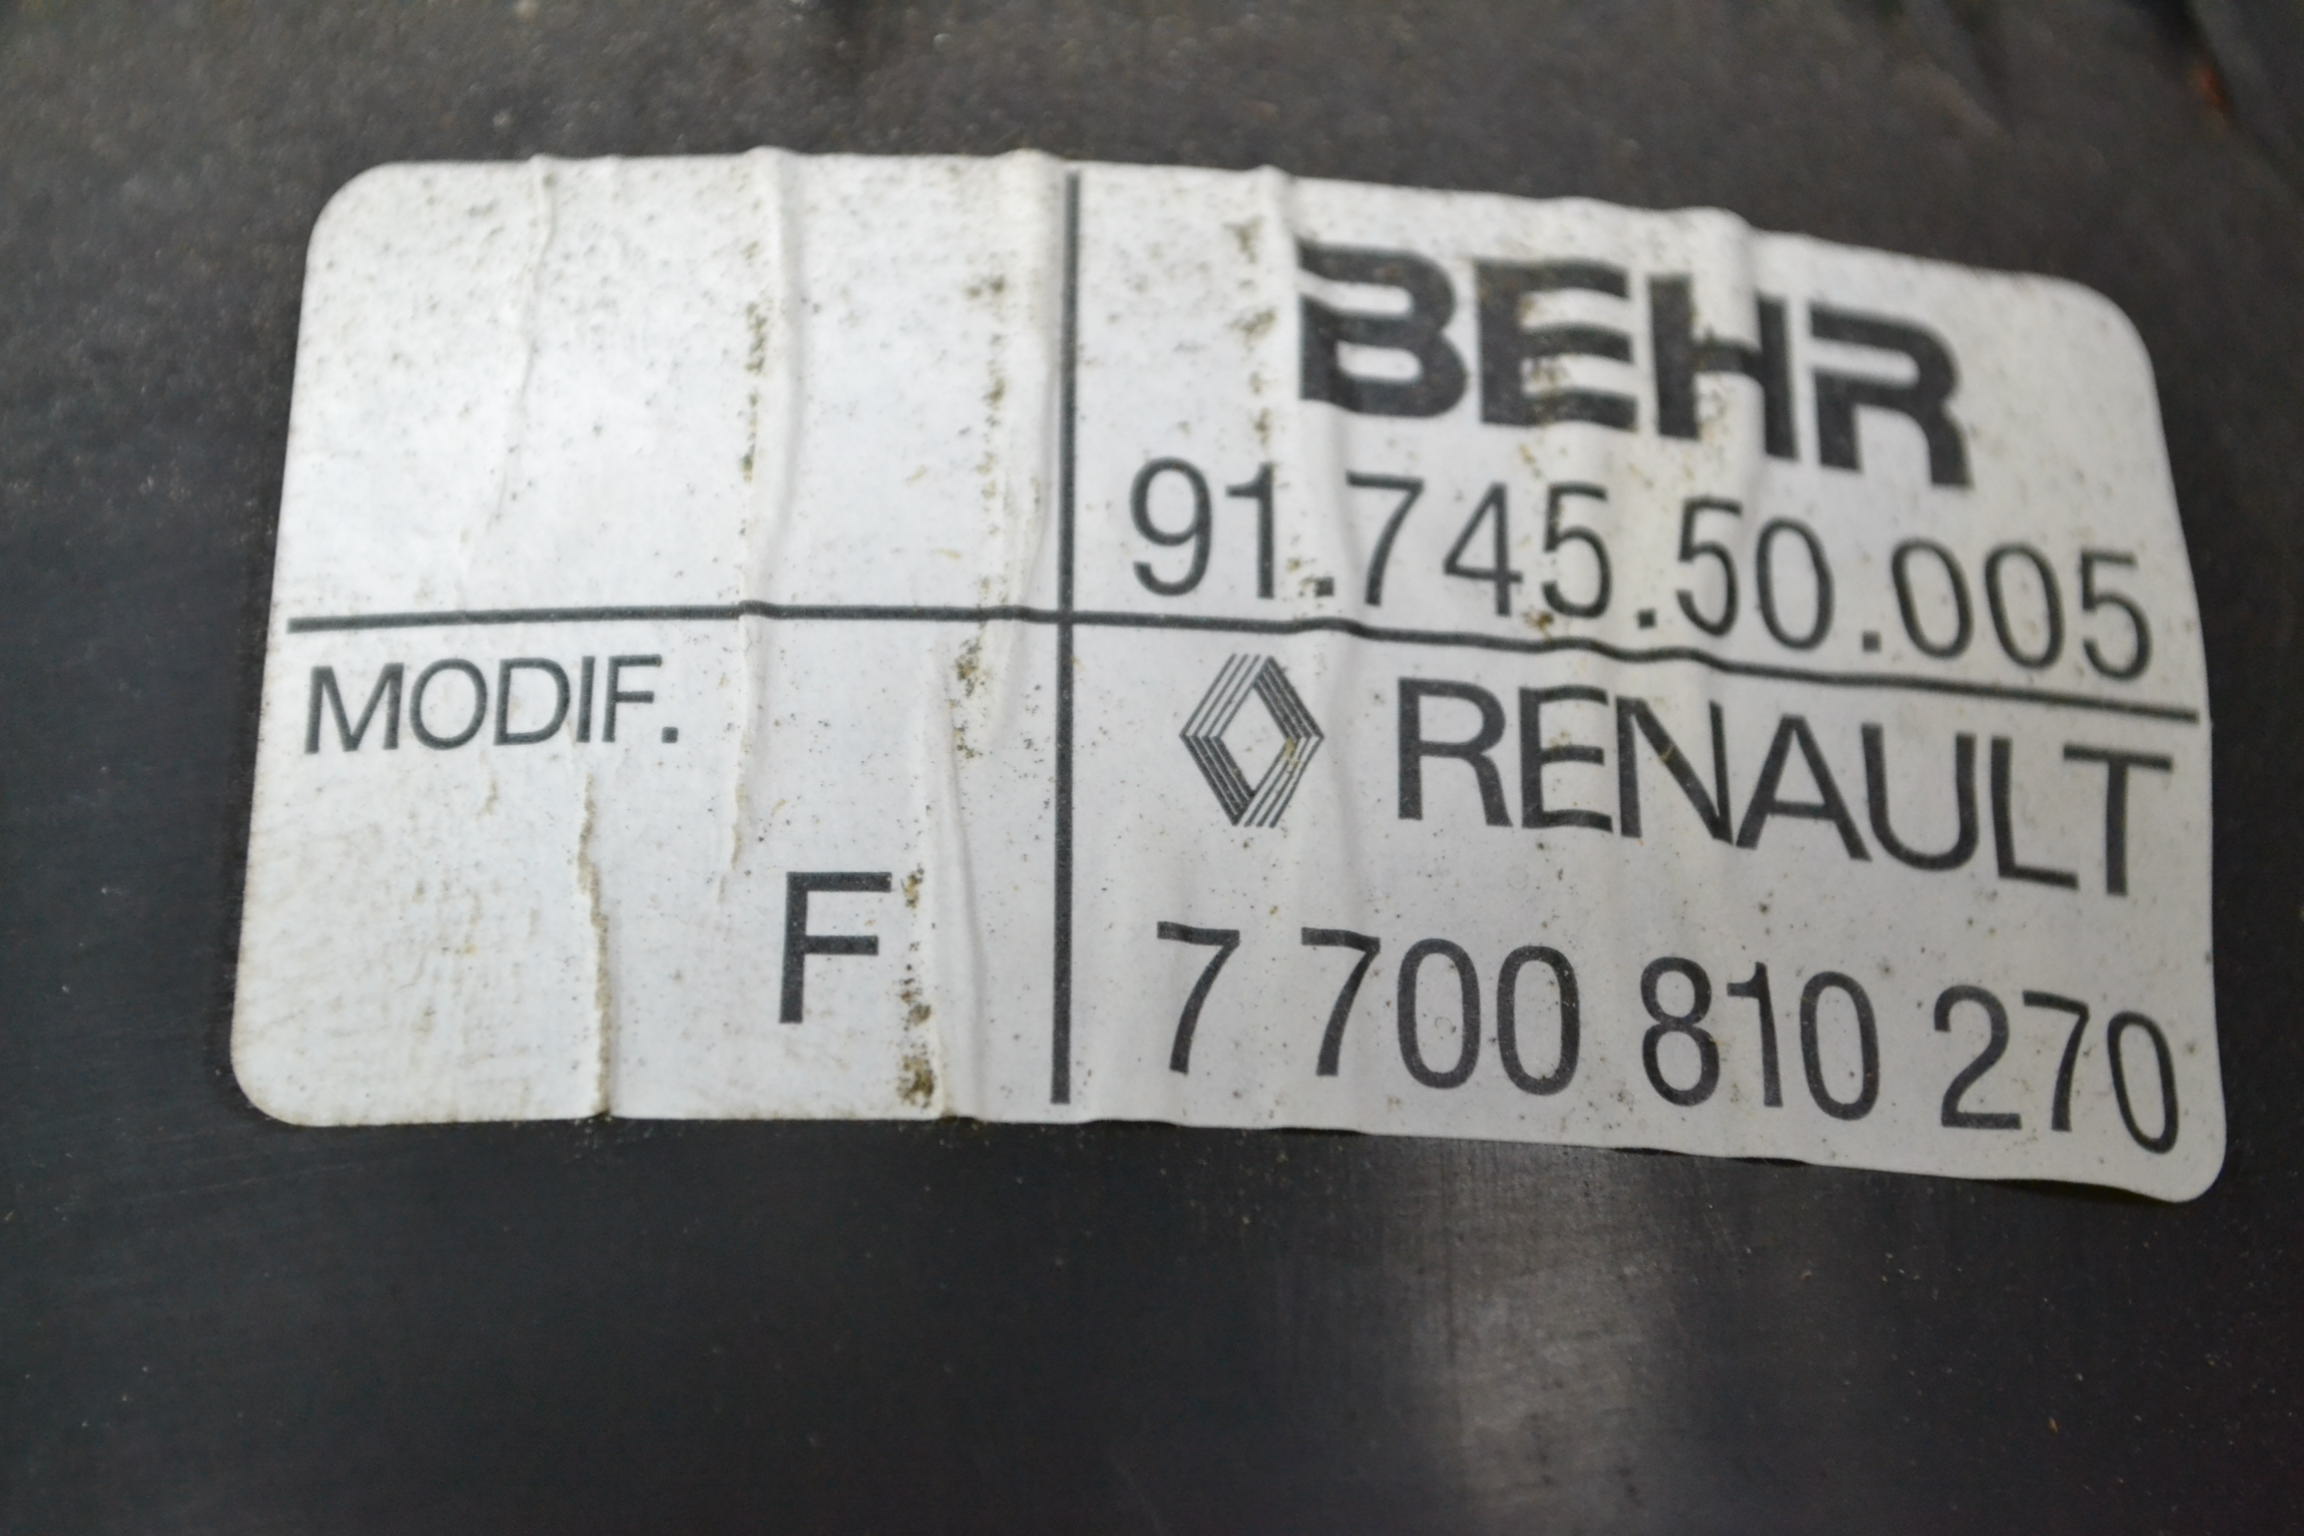 BEHR
91.745.50.005
MODIF.
RENAULT
F
7 700 810 270